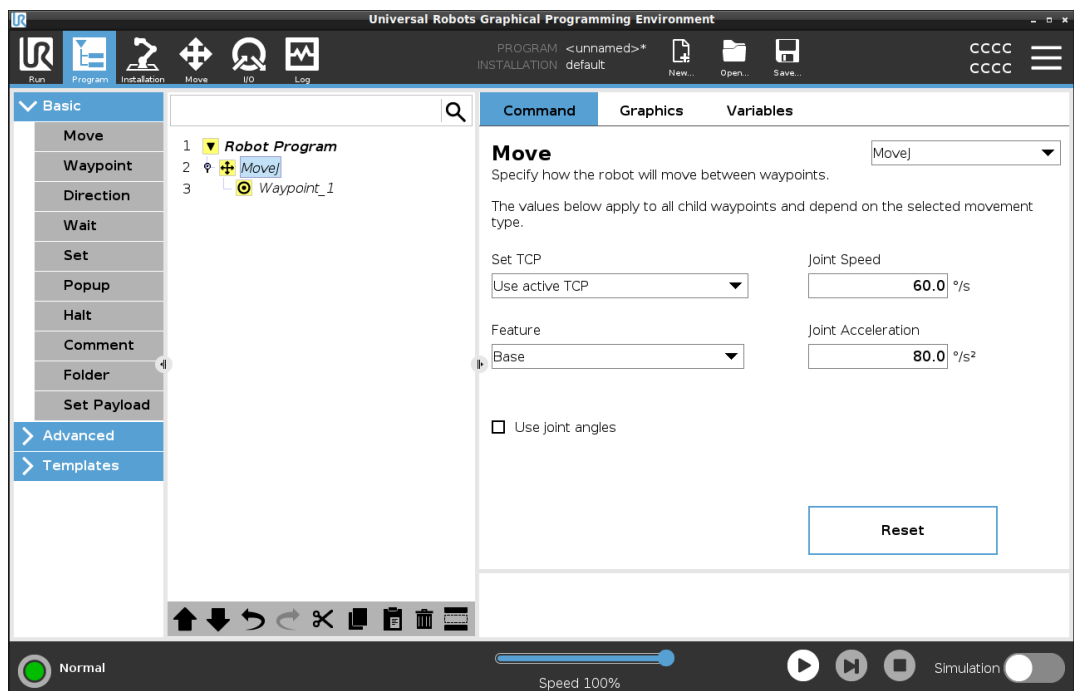 Universal Robots Graphical Programming Environment
UR
Run
Program
Installation
Move
I/O
Log
PROGRAM <unnamed>*
INSTALLATION default
New...
Open...
Save...
CCCC
CCCC
Basic
Move
Waypoint
Direction
Wait
Set
Popup
Halt
Comment
Folder
Set Payload
Advanced
Templates
1 Robot Program
2 MoveJ
3 Waypoint_1
Command Graphics Variables
Move
MoveJ
Specify how the robot will move between waypoints.
The values below apply to all child waypoints and depend on the selected movement
type.
Set TCP
Use active TCP
Joint Speed
60.0 °/s
Feature
Base
Joint Acceleration
80.0 °/s²
Use joint angles
Reset
Normal
Speed 100%
Simulation